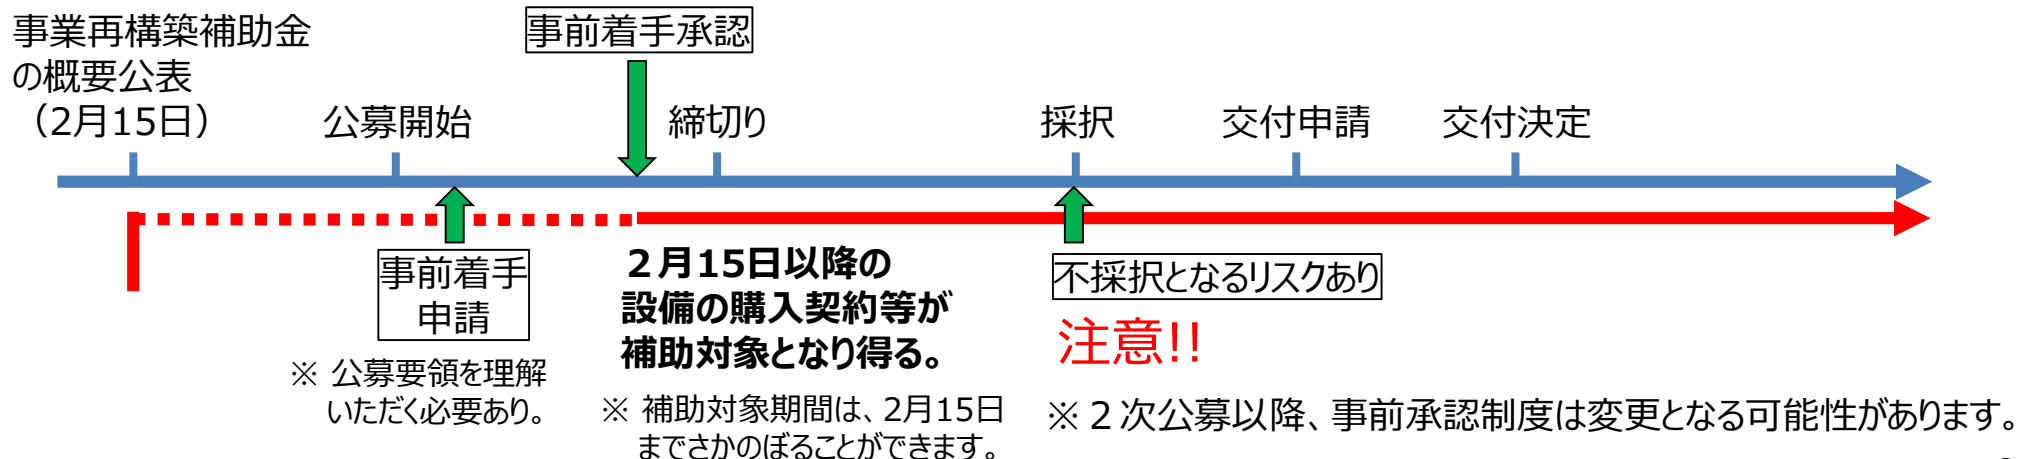 事業再構築補助金
の概要公表
（2月15日）
事前着手承認
公募開始
締切り
採択
交付申請
交付決定
事前着手
申請
※ 公募要領を理解
いただく必要あり。
２月15日以降の
設備の購入契約等が
補助対象となり得る。
※ 補助対象期間は、2月15日
までさかのぼることができます。
不採択となるリスクあり
注意!!
※２次公募以降、事前承認制度は変更となる可能性があります。